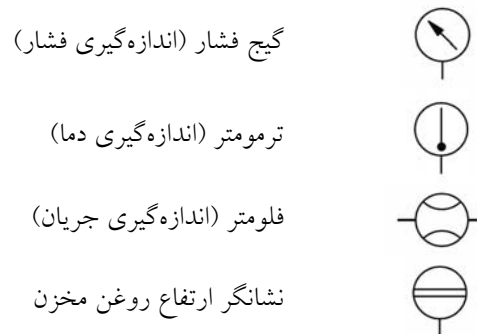 گیج فشار (اندازه‌گیری فشار)
ترمومتر (اندازه‌گیری دما)
فلومتر (اندازه‌گیری جریان)
نشانگر ارتفاع روغن مخزن